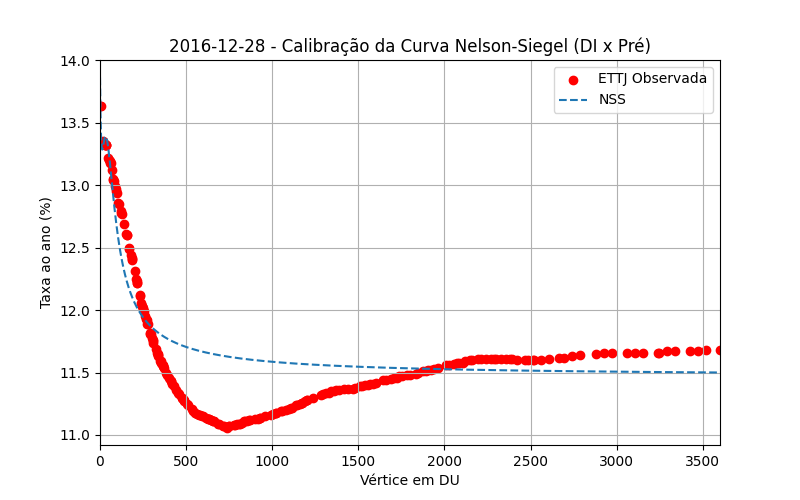 2016-12-28 - Calibração da Curva Nelson-Siegel (DI x Pré)
ETTJ Observada
NSS
Taxa ao ano (%)
14.0
13.5
13.0
12.5
12.0
11.5
11.0
0 500 1000 1500 2000 2500 3000 3500
Vértice em DU